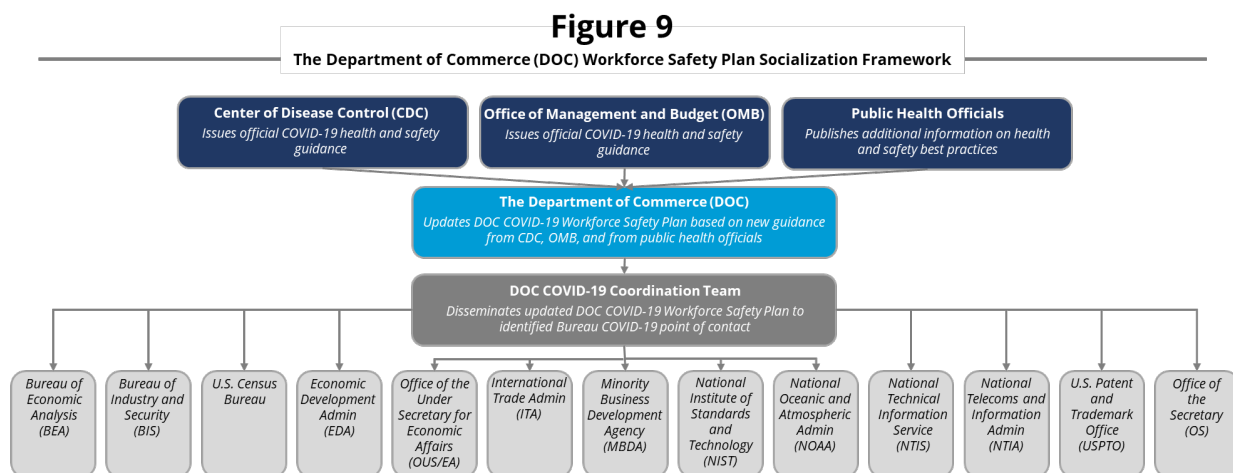 Figure 9
The Department of Commerce (DOC) Workforce Safety Plan Socialization Framework
Center of Disease Control (CDC)
Issues official COVID-19 health and safety
guidance
Office of Management and Budget (OMB)
Issues official COVID-19 health and safety
guidance
Public Health Officials
Publishes additional information on health
and safety best practices
The Department of Commerce (DOC)
Updates DOC COVID-19 Workforce Safety Plan based on new guidance
from CDC, OMB, and from public health officials
DOC COVID-19 Coordination Team
Disseminates updated DOC COVID-19 Workforce Safety Plan to
identified Bureau COVID-19 point of contact
Bureau of
Economic
Analysis
(BEA)
Bureau of
Industry and
Security
(BIS)
U.S. Census
Bureau
Economic
Development
Admin
(EDA)
Office of the
Under
Secretary for
Economic
Affairs
(OUS/EA)
International
Trade Admin
(ITA)
Minority
Business
Development
Agency
(MBDA)
National
Institute of
Standards
and
Technology
(NIST)
National
Oceanic and
Atmospheric
Admin
(NOAA)
National
Technical
Information
Service
(NTIS)
National
Telecoms and
Information
Admin
(NTIA)
U.S. Patent
and
Trademark
Office
(USPTO)
Office of
the
Secretary
(OS)